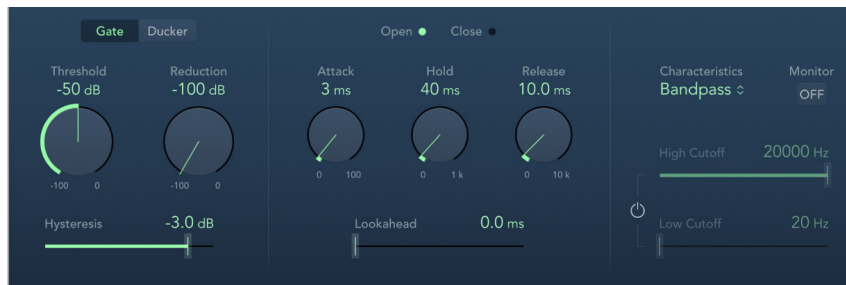 Gate Ducker
Open Close
Threshold Reduction Attack Hold Release Characteristics Monitor
-50 dB -100 dB 3 ms 40 ms 10.0 ms Bandpass OFF
High Cutoff 20000 Hz
-100 0 -100 0 0 100 0 1 k 0 10 k
Hysteresis -3.0 dB Lookahead 0.0 ms Low Cutoff 20 Hz